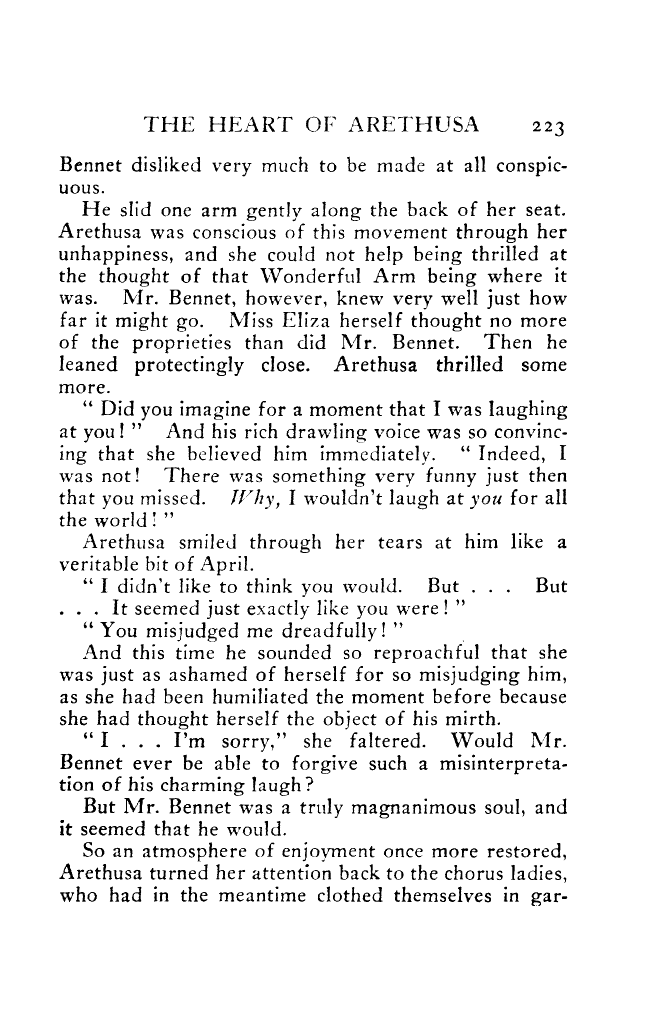 THE HEART OF ARETHUSA 223
Bennet disliked very much to be made at all conspic-
uous.
He slid one arm gently along the back of her seat.
Arethusa was conscious of this movement through her
unhappiness, and she could not help being thrilled at
the thought of that Wonderful Arm being where it
was. Mr. Bennet, however, knew very well just how
far it might go. Miss Eliza herself thought no more
of the proprieties than did Mr. Bennet. Then he
leaned protectingly close. Arethusa thrilled some
more.
" Did you imagine for a moment that I was laughing
at you! " And his rich drawling voice was so convinc-
ing that she believed him immediately. " Indeed, I
was not! There was something very funny just then
that you missed. Why, I wouldn't laugh at you for all
the world! "
Arethusa smiled through her tears at him like a
veritable bit of April.
" I didn't like to think you would. But . . . But
. . . It seemed just exactly like you were! "
" You misjudged me dreadfully! "
And this time he sounded so reproachful that she
was just as ashamed of herself for so misjudging him,
as she had been humiliated the moment before because
she had thought herself the object of his mirth.
" I . . . I'm sorry," she faltered. Would Mr.
Bennet ever be able to forgive such a misinterpreta-
tion of his charming laugh?
But Mr. Bennet was a truly magnanimous soul, and
it seemed that he would.
So an atmosphere of enjoyment once more restored,
Arethusa turned her attention back to the chorus ladies,
who had in the meantime clothed themselves in gar-